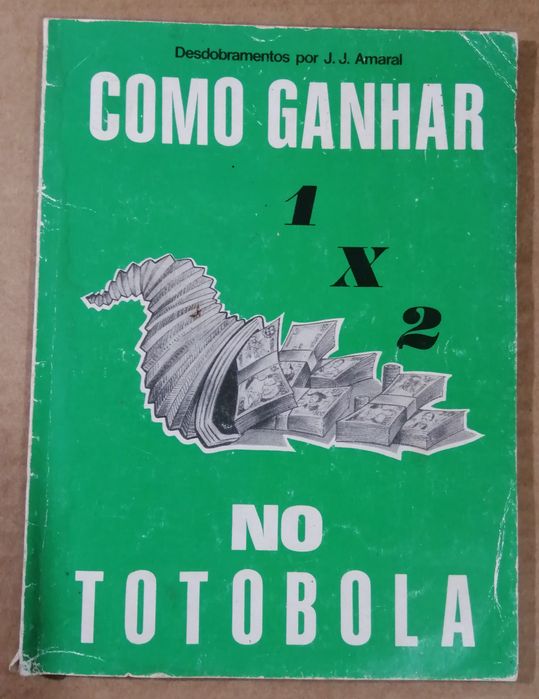 Desdobramentos por J. J. Amaral
COMO GANHAR
1
X
2
NO
TOTOBOLA